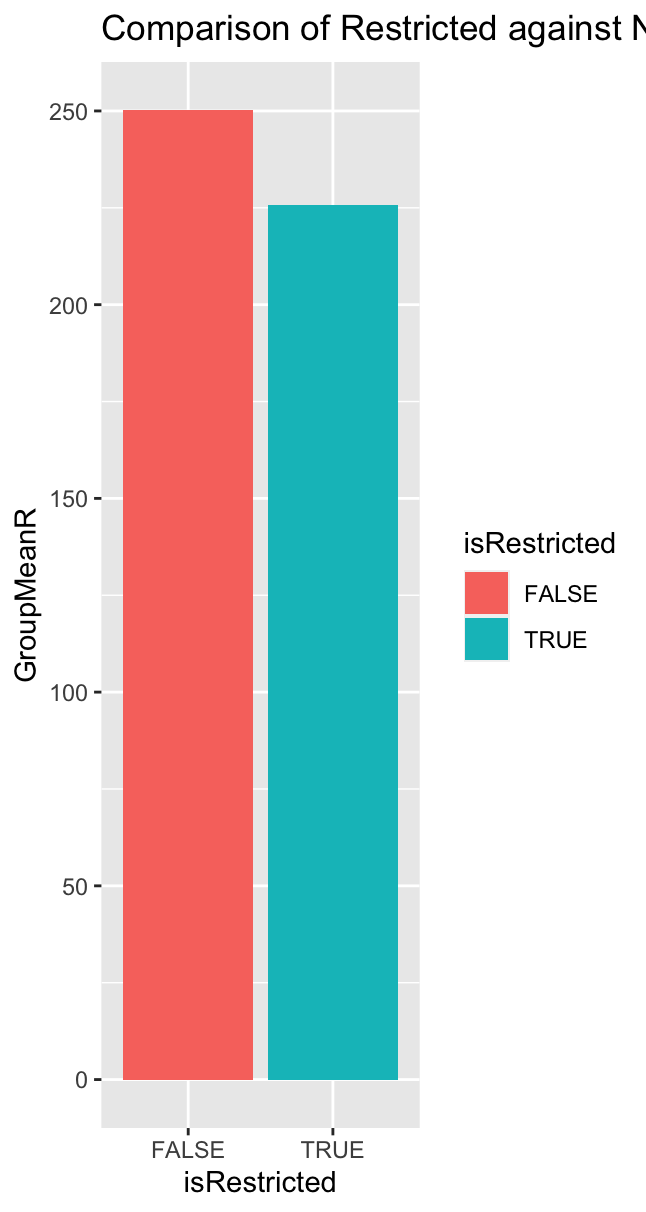 Comparison of Restricted against N
250
200
150
100
50
0
GroupMeanR
FALSE TRUE
isRestricted
isRestricted
FALSE
TRUE